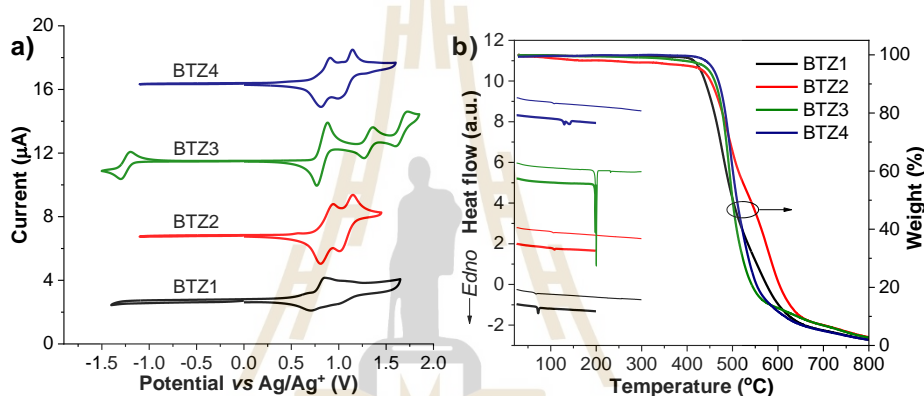 a)
20
16
12
8
4
0
Current (µA)
BTZ4
BTZ3
BTZ2
BTZ1
-1.5 -1.0 -0.5 0.0 0.5 1.0 1.5 2.0
Potential vs Ag/Ag⁺ (V)
b)
12
10
8
6
4
2
0
-2
←Edno Heat flow (a.u.)
BTZ1
BTZ2
BTZ3
BTZ4
100
80
60
40
20
0
Weight (%)
100 200 300 400 500 600 700 800
Temperature (°C)